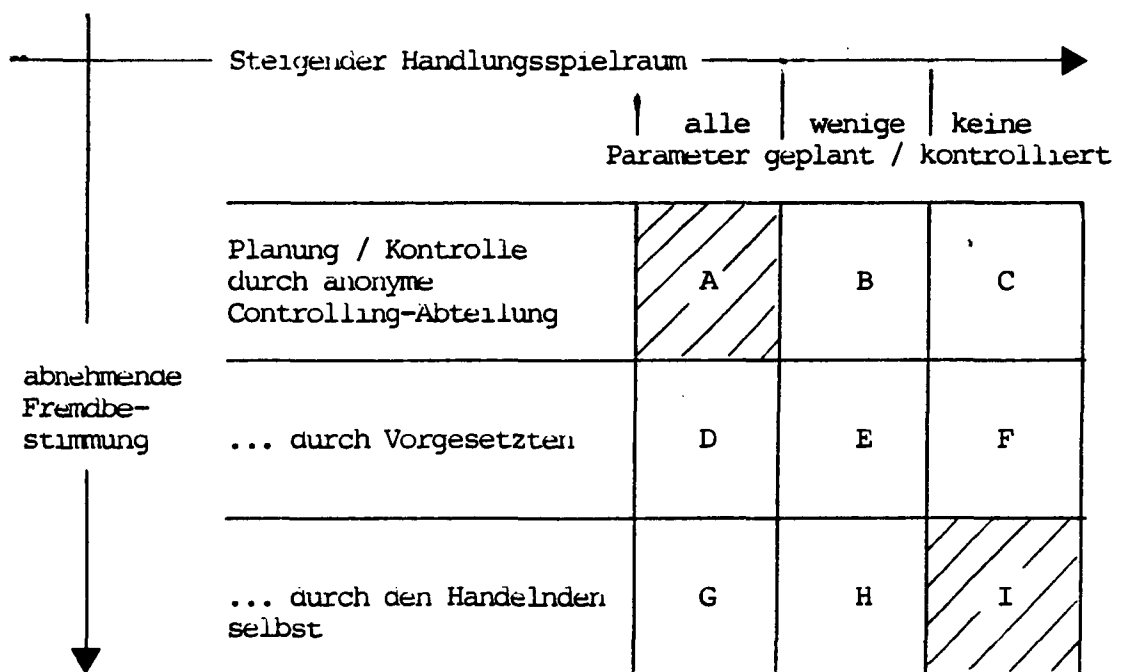 Steigender Handlungsspielraum
alle wenige keine
Parameter geplant / kontrolliert
Planung / Kontrolle
durch anonyme
Controlling-Abteilung
A B C
abnehmende
Fremdbe-
stimmung
... durch Vorgesetzten
D E F
... durch den Handelnden
selbst
G H I